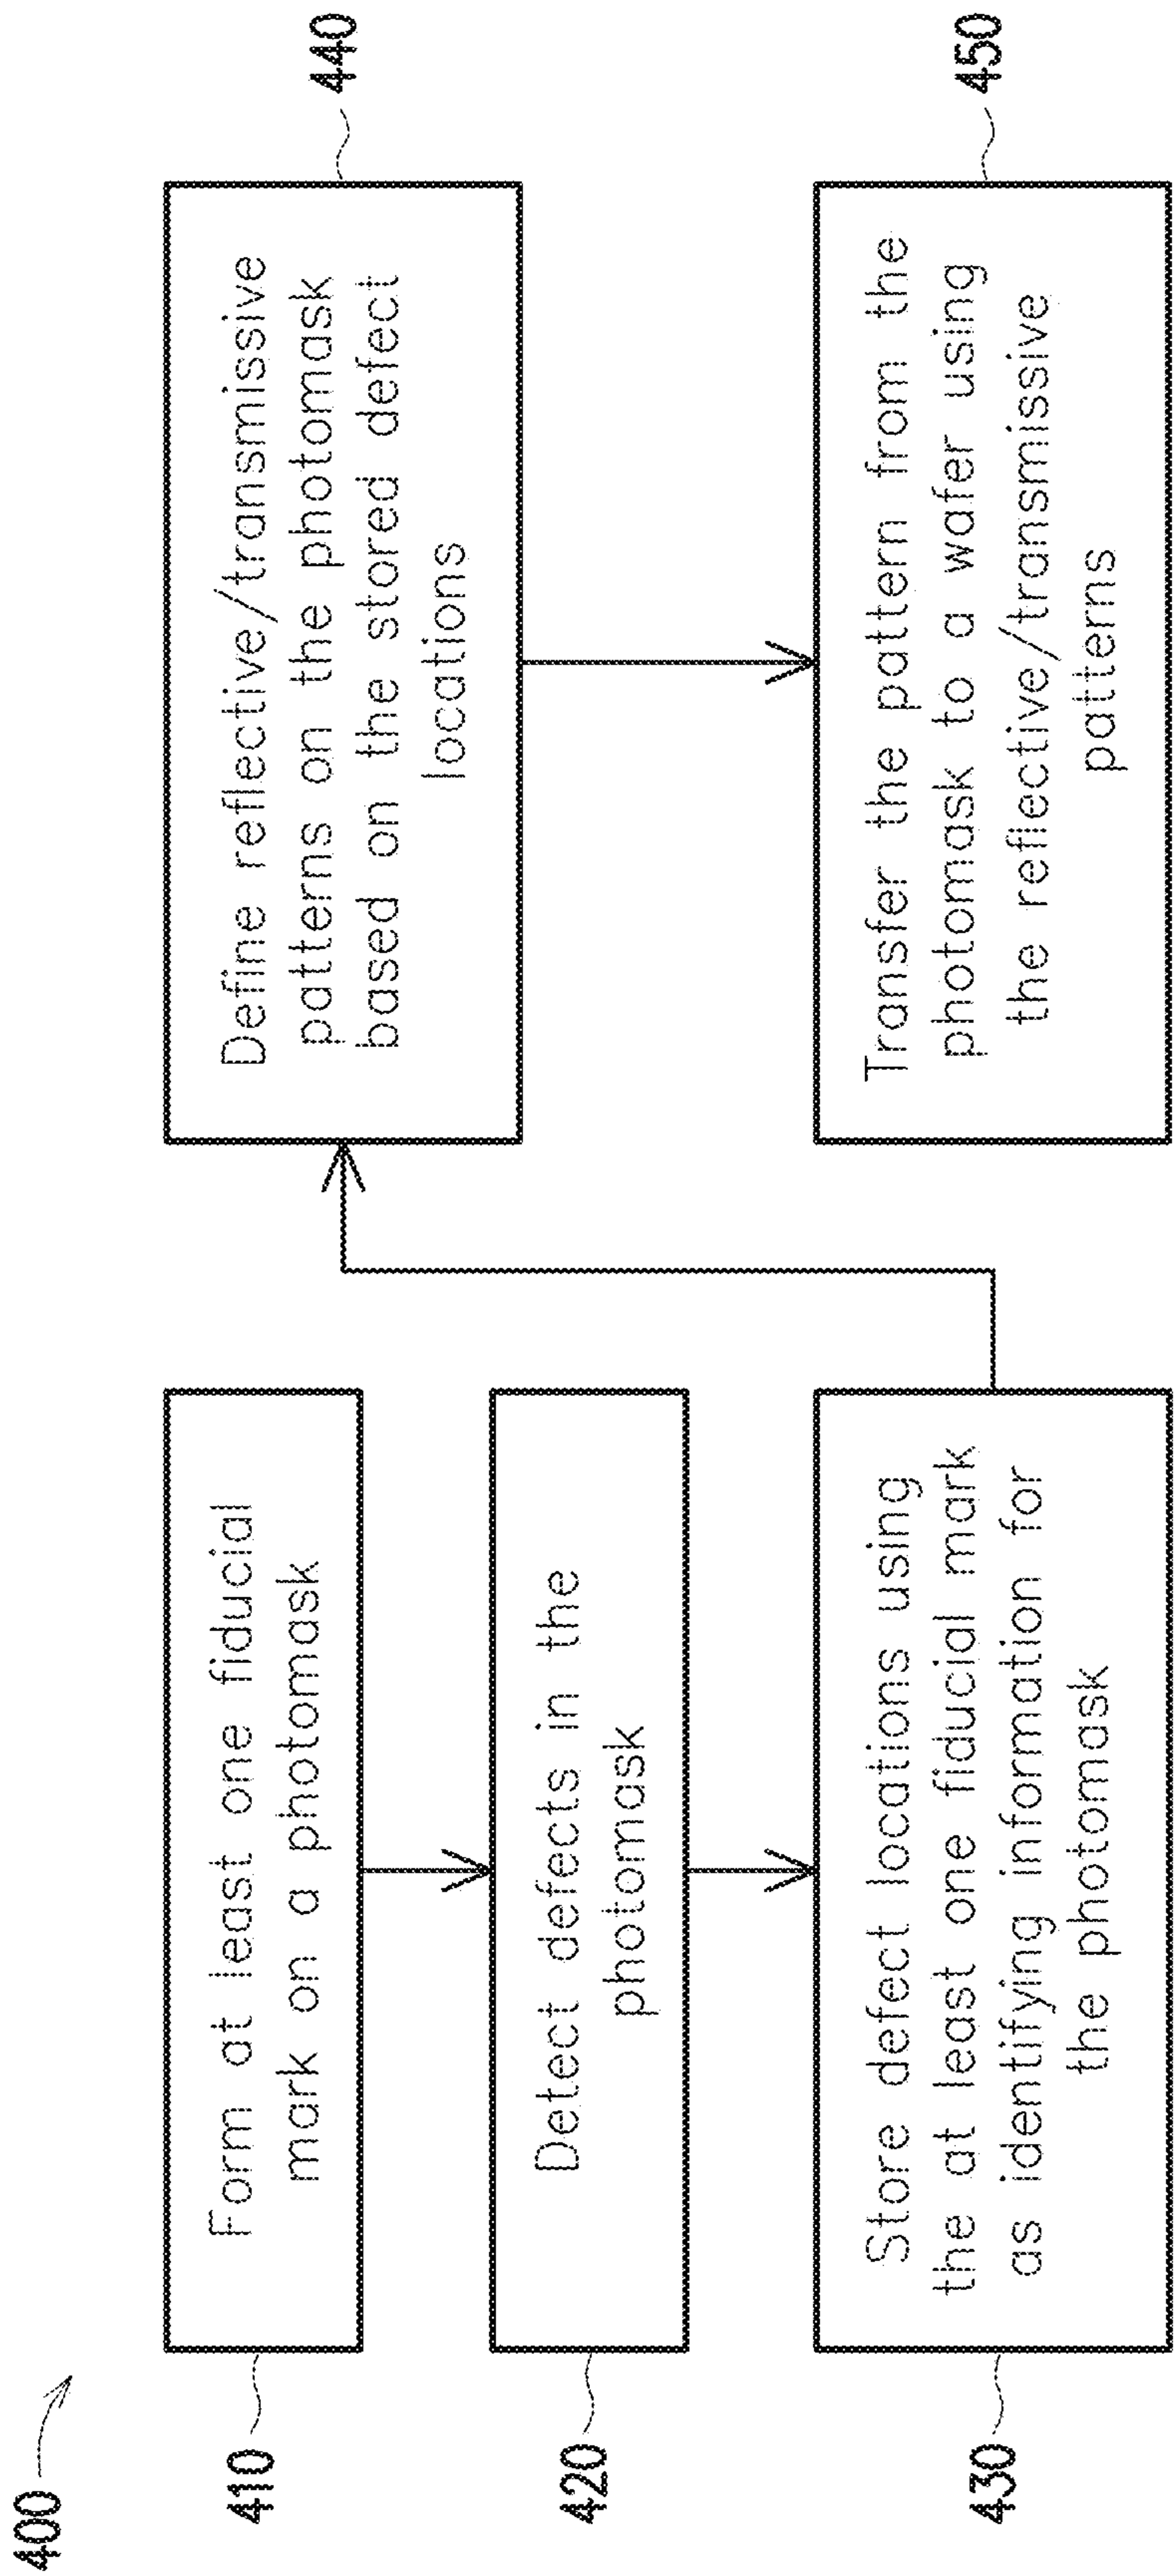 400
410
Form at least one fiducial
mark on a photomask
420
Detect defects in the
photomask
430
Store defect locations using
the at least one fiducial mark
as identifying information for
the photomask
440
Define reflective/transmissive
patterns on the photomask
based on the stored defect
locations
450
Transfer the pattern from the
photomask to a wafer using
the reflective/transmissive
patterns